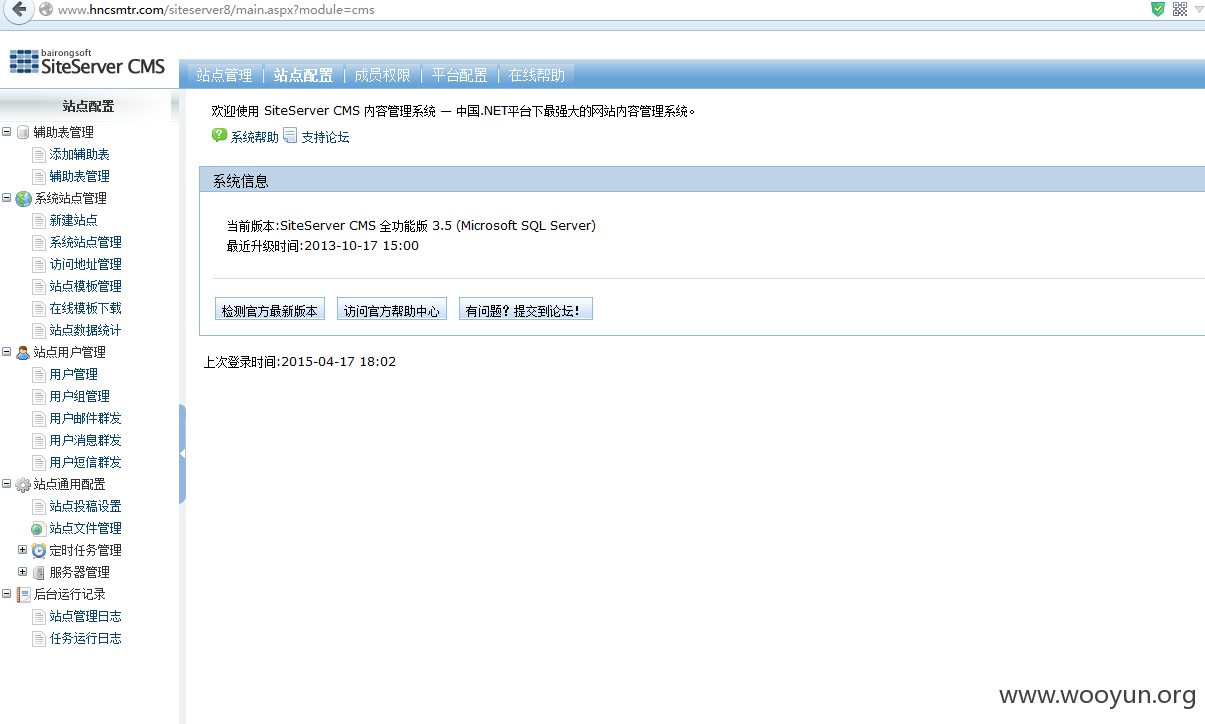 www.hncsmtr.com/siteserver8/main.aspx?module=cms
bairongsoft
SiteServer CMS
站点管理 | 站点配置 | 成员权限 | 平台配置 | 在线帮助
站点配置
辅助表管理
添加辅助表
辅助表管理
系统站点管理
新建站点
系统站点管理
访问地址管理
站点模板管理
在线模板下载
站点数据统计
站点用户管理
用户管理
用户组管理
用户邮件群发
用户消息群发
用户短信群发
站点通用配置
站点投稿设置
站点文件管理
定时任务管理
服务器管理
后台运行记录
站点管理日志
任务运行日志
欢迎使用 SiteServer CMS 内容管理系统 — 中国.NET平台下最强大的网站内容管理系统。
系统帮助 支持论坛
系统信息
当前版本:SiteServer CMS 全功能版 3.5 (Microsoft SQL Server)
最近升级时间:2013-10-17 15:00
检测官方最新版本 访问官方帮助中心 有问题?提交到论坛!
上次登录时间:2015-04-17 18:02
www.wooyun.org